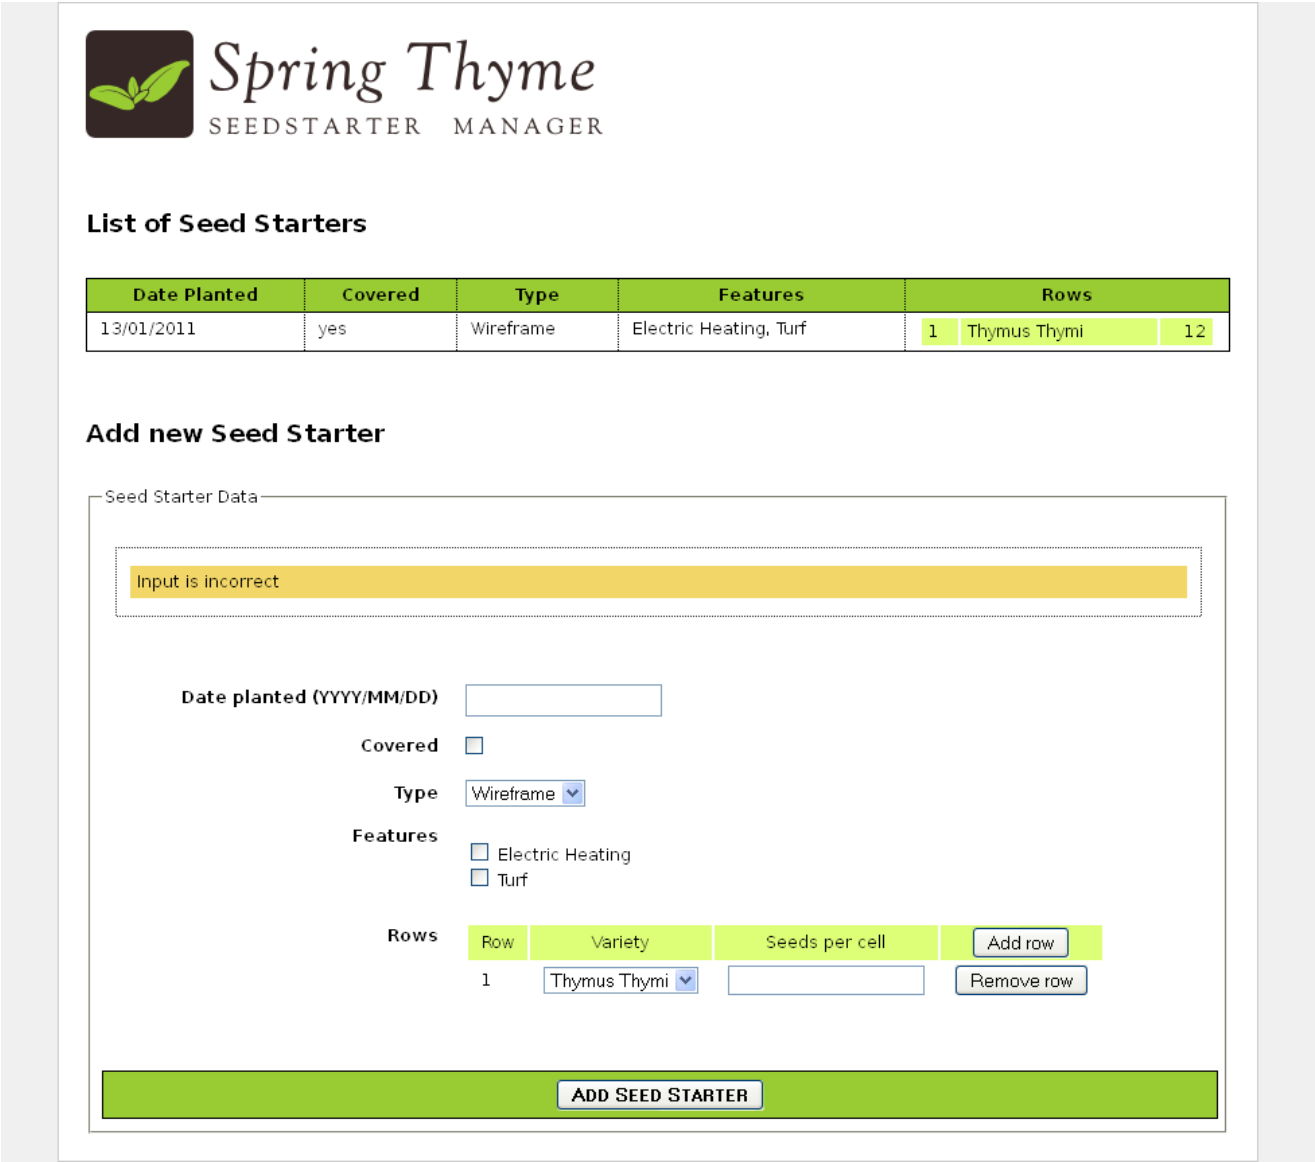 Spring Thyme
SEEDSTARTER MANAGER
List of Seed Starters
Date Planted Covered Type Features Rows
13/01/2011 yes Wireframe Electric Heating, Turf 1 Thymus Thymi 12
Add new Seed Starter
Seed Starter Data
Input is incorrect
Date planted (YYYY/MM/DD)
Covered
Type Wireframe
Features
Electric Heating
Turf
Rows Row Variety Seeds per cell Add row
1 Thymus Thymi Remove row
ADD SEED STARTER